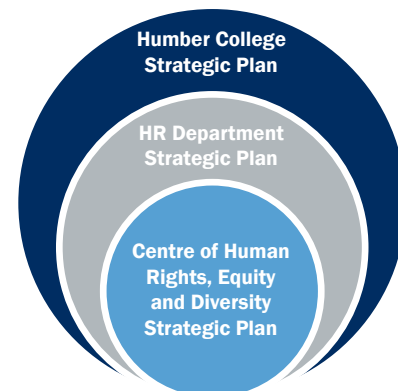 Humber College
Strategic Plan
HR Department
Strategic Plan
Centre of Human
Rights, Equity
and Diversity
Strategic Plan